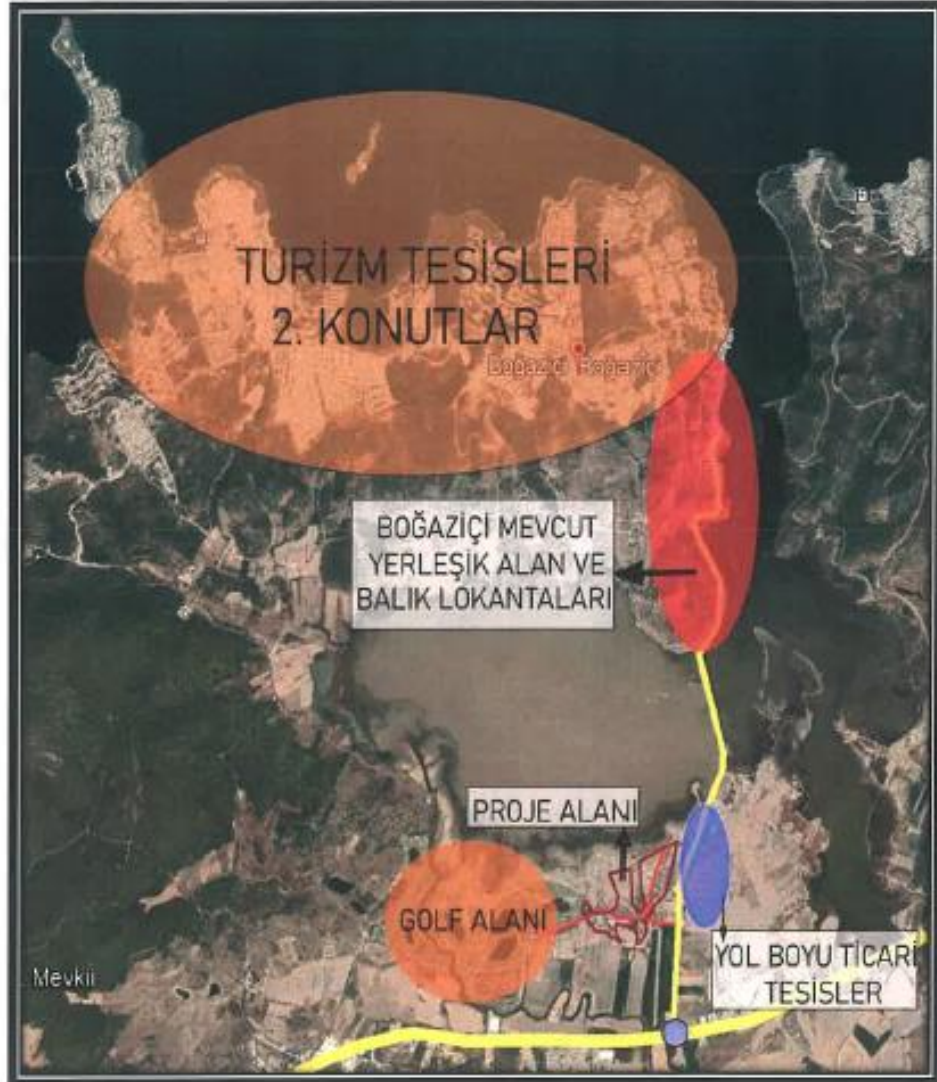 TURİZM TESİSLERİ
2. KONUTLAR
Boğaziçi Boğaziçi
BOĞAZİÇİ MEVCUT
YERLEŞİK ALAN VE
BALIK LOKANTALARI
PROJE ALANI
GOLF ALANI
YOL BOYU TİCARİ
TESİSLER
Mevkii